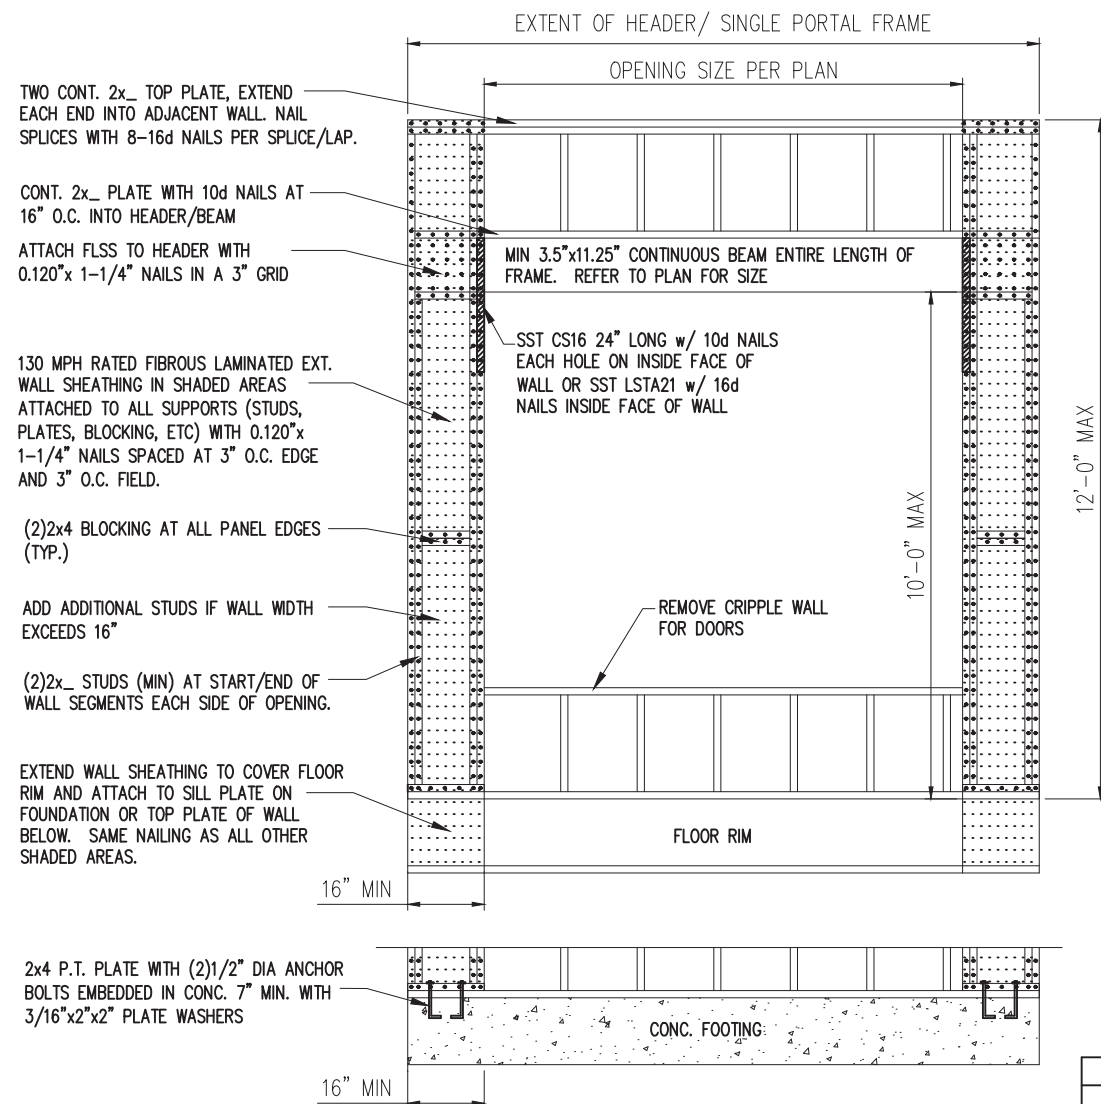 EXTENT OF HEADER/ SINGLE PORTAL FRAME
OPENING SIZE PER PLAN
TWO CONT. 2x_ TOP PLATE, EXTEND
EACH END INTO ADJACENT WALL. NAIL
SPLICES WITH 8-16d NAILS PER SPLICE/LAP.
CONT. 2x_ PLATE WITH 10d NAILS AT
16" O.C. INTO HEADER/BEAM
ATTACH FLSS TO HEADER WITH
0.120"x 1-1/4" NAILS IN A 3" GRID
MIN 3.5"x11.25" CONTINUOUS BEAM ENTIRE LENGTH OF
FRAME. REFER TO PLAN FOR SIZE
SST CS16 24" LONG w/ 10d NAILS
EACH HOLE ON INSIDE FACE OF
WALL OR SST LSTA21 w/ 16d
NAILS INSIDE FACE OF WALL
130 MPH RATED FIBROUS LAMINATED EXT.
WALL SHEATHING IN SHADED AREAS
ATTACHED TO ALL SUPPORTS (STUDS,
PLATES, BLOCKING, ETC) WITH 0.120"x
1-1/4" NAILS SPACED AT 3" O.C. EDGE
AND 3" O.C. FIELD.
12'-0" MAX
10'-0" MAX
(2)2x4 BLOCKING AT ALL PANEL EDGES
(TYP.)
ADD ADDITIONAL STUDS IF WALL WIDTH
EXCEEDS 16"
REMOVE CRIPPLE WALL
FOR DOORS
(2)2x_ STUDS (MIN) AT START/END OF
WALL SEGMENTS EACH SIDE OF OPENING.
EXTEND WALL SHEATHING TO COVER FLOOR
RIM AND ATTACH TO SILL PLATE ON
FOUNDATION OR TOP PLATE OF WALL
BELOW. SAME NAILING AS ALL OTHER
SHADED AREAS.
FLOOR RIM
16" MIN
2x4 P.T. PLATE WITH (2)1/2" DIA ANCHOR
BOLTS EMBEDDED IN CONC. 7" MIN. WITH
3/16"x2"x2" PLATE WASHERS
CONC. FOOTING
16" MIN